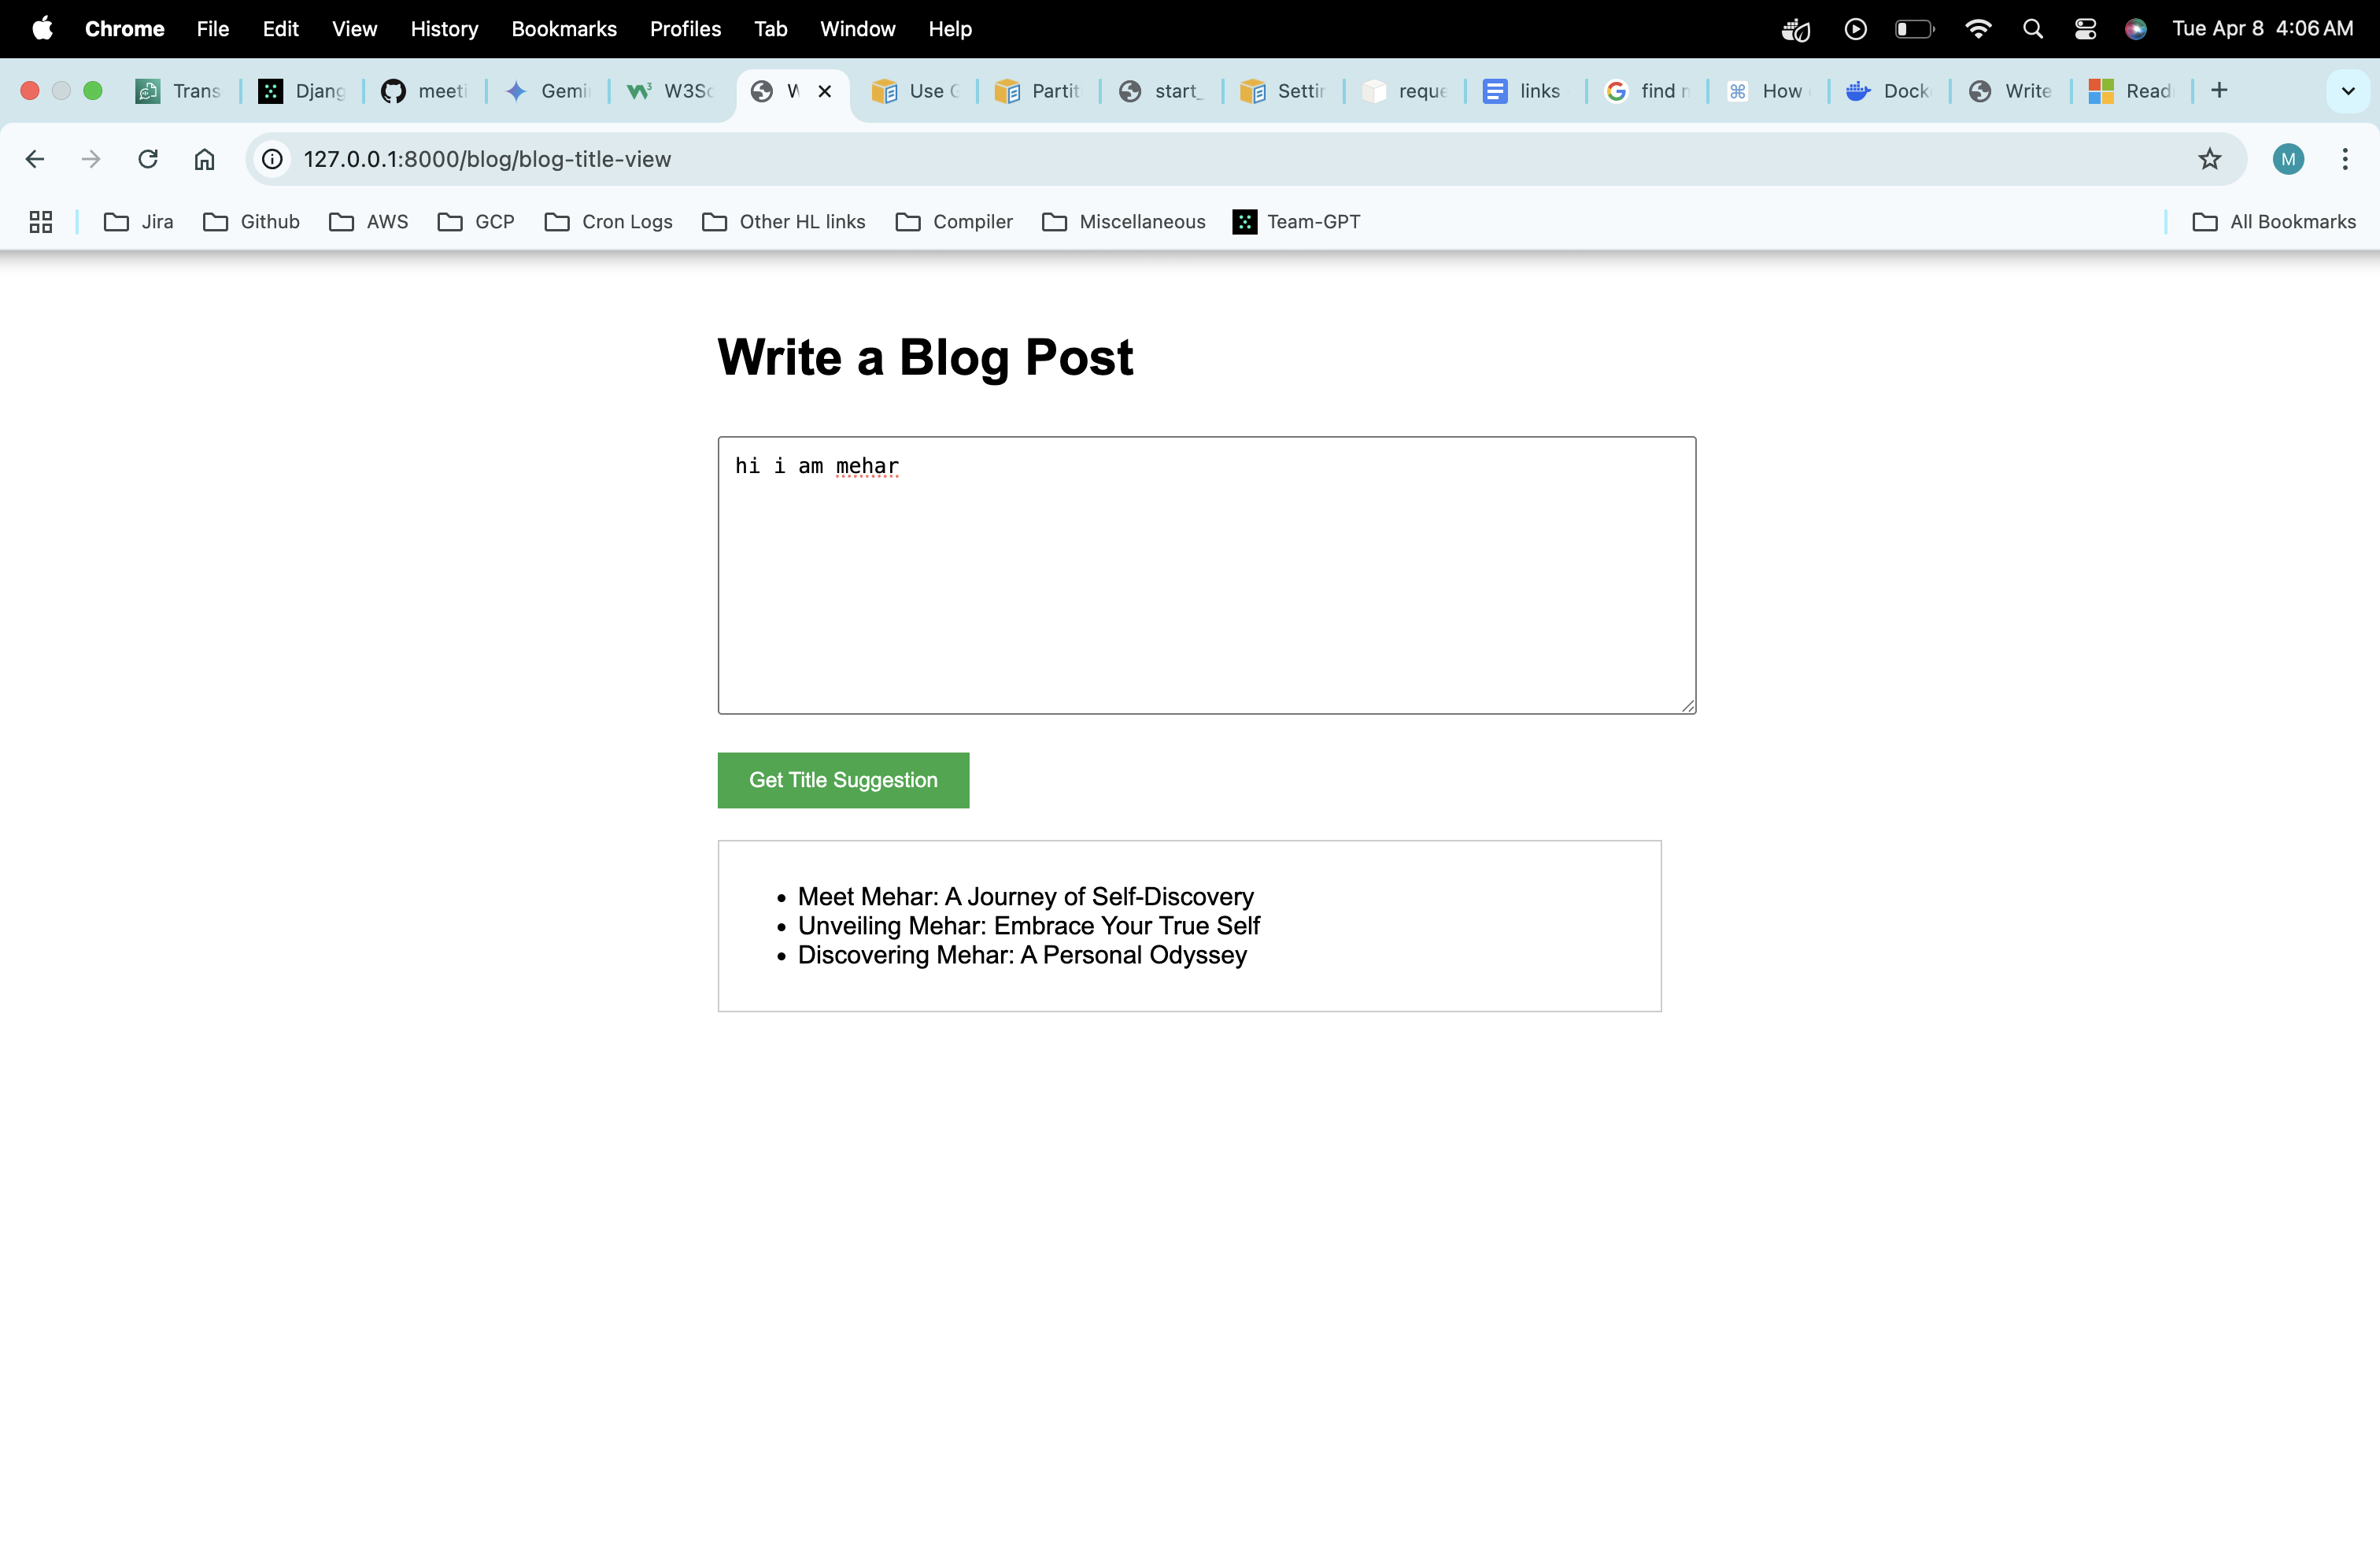 Chrome File Edit View History Bookmarks Profiles Tab Window Help Tue Apr 8 4:06 AM
Trans Djang meeti Gemi W3Sc Use Partit start_ Settin reque links find How Dock Write Read
127.0.0.1:8000/blog/blog-title-view M
Jira Github AWS GCP Cron Logs Other HL links Compiler Miscellaneous Team-GPT All Bookmarks
Write a Blog Post
hi i am mehar
Get Title Suggestion
• Meet Mehar: A Journey of Self-Discovery
• Unveiling Mehar: Embrace Your True Self
• Discovering Mehar: A Personal Odyssey